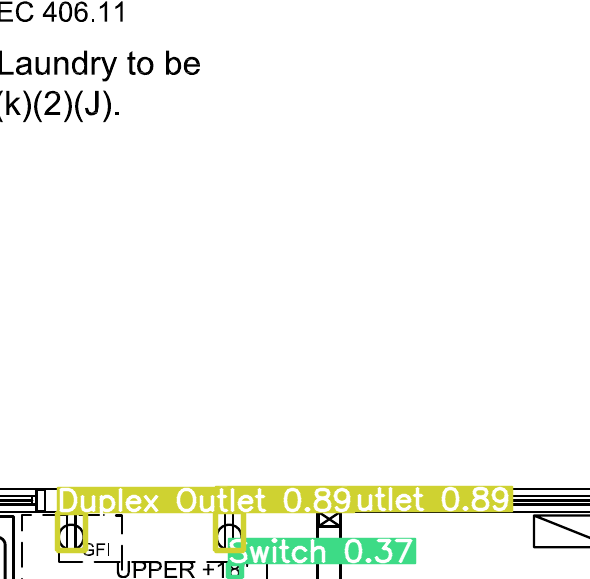 EC 406.11
Laundry to be
(k)(2)(J).
Duplex Outlet 0.89 utlet 0.89
GFI
Switch 0.37
UPPER +18"